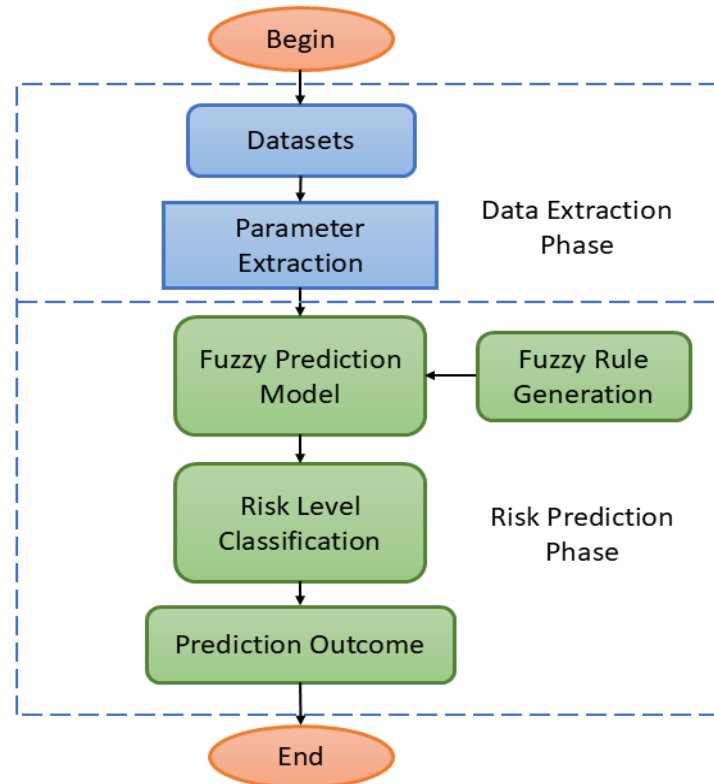 Begin
Datasets
Parameter
Extraction
Data Extraction
Phase
Fuzzy Prediction
Model
Fuzzy Rule
Generation
Risk Level
Classification
Risk Prediction
Phase
Prediction Outcome
End